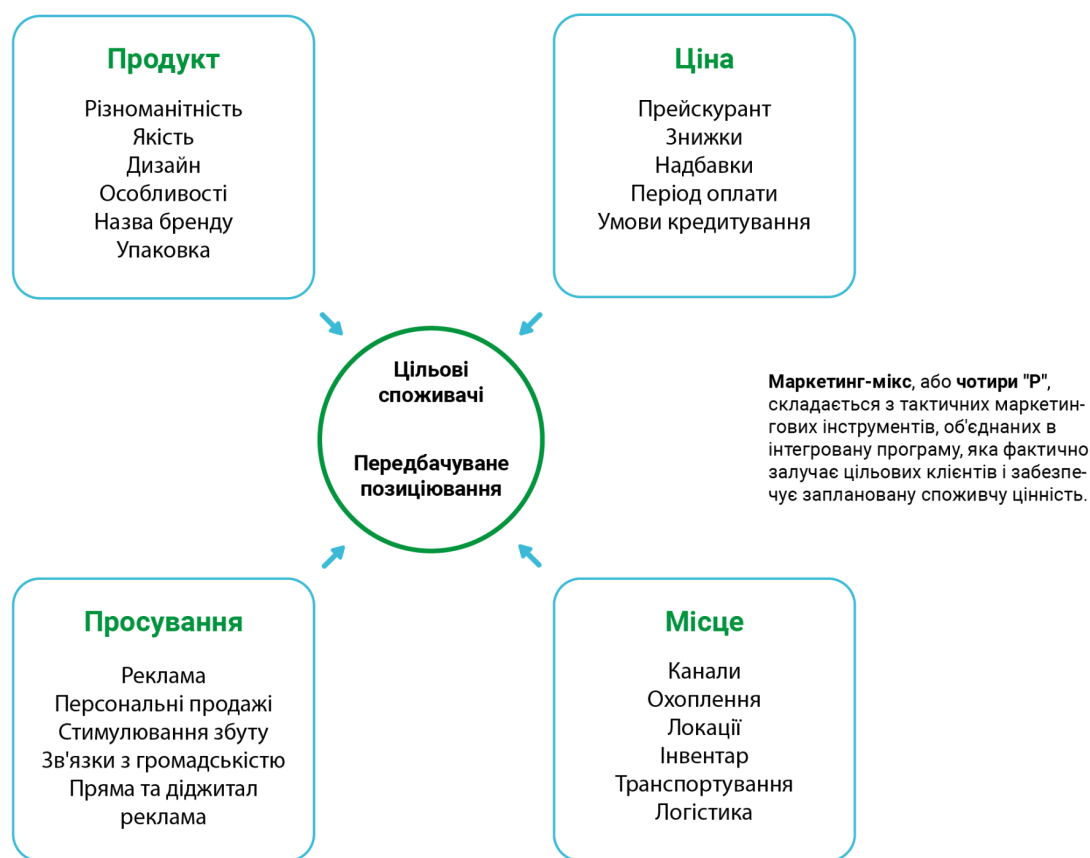 Продукт
Різноманітність
Якість
Дизайн
Особливості
Назва бренду
Упаковка
Ціна
Прейскурант
Знижки
Надбавки
Період оплати
Умови кредитування
Цільові
споживачі
Передбачуване
позиціювання
Маркетинг-мікс, або чотири "Р",
складається з тактичних маркетин-
гових інструментів, об'єднаних в
інтегровану програму, яка фактично
залучає цільових клієнтів і забезпе-
чує заплановану споживчу цінність.
Просування
Реклама
Персональні продажі
Стимулювання збуту
Зв'язки з громадськістю
Пряма та діджитал
реклама
Місце
Канали
Охоплення
Локації
Інвентар
Транспортування
Логістика